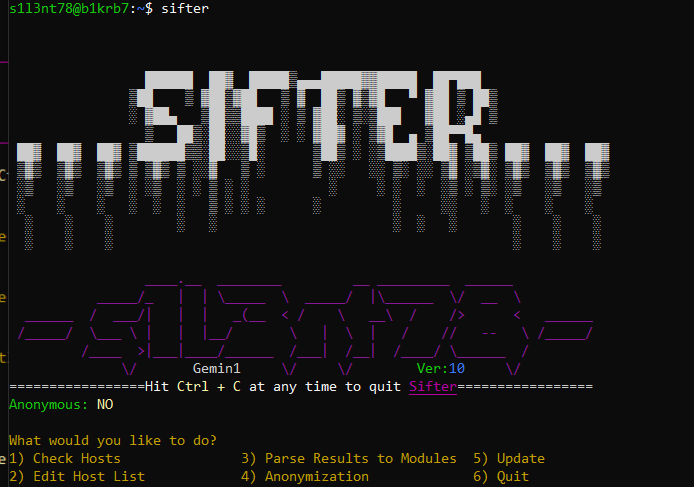 s1l3nt78@b1krb7:~$ sifter
SIFTER
-s1l3nt78-
Gemin1 Ver:10
=================Hit Ctrl + C at any time to quit Sifter=================
Anonymous: NO
What would you like to do?
1) Check Hosts 3) Parse Results to Modules 5) Update
2) Edit Host List 4) Anonymization 6) Quit